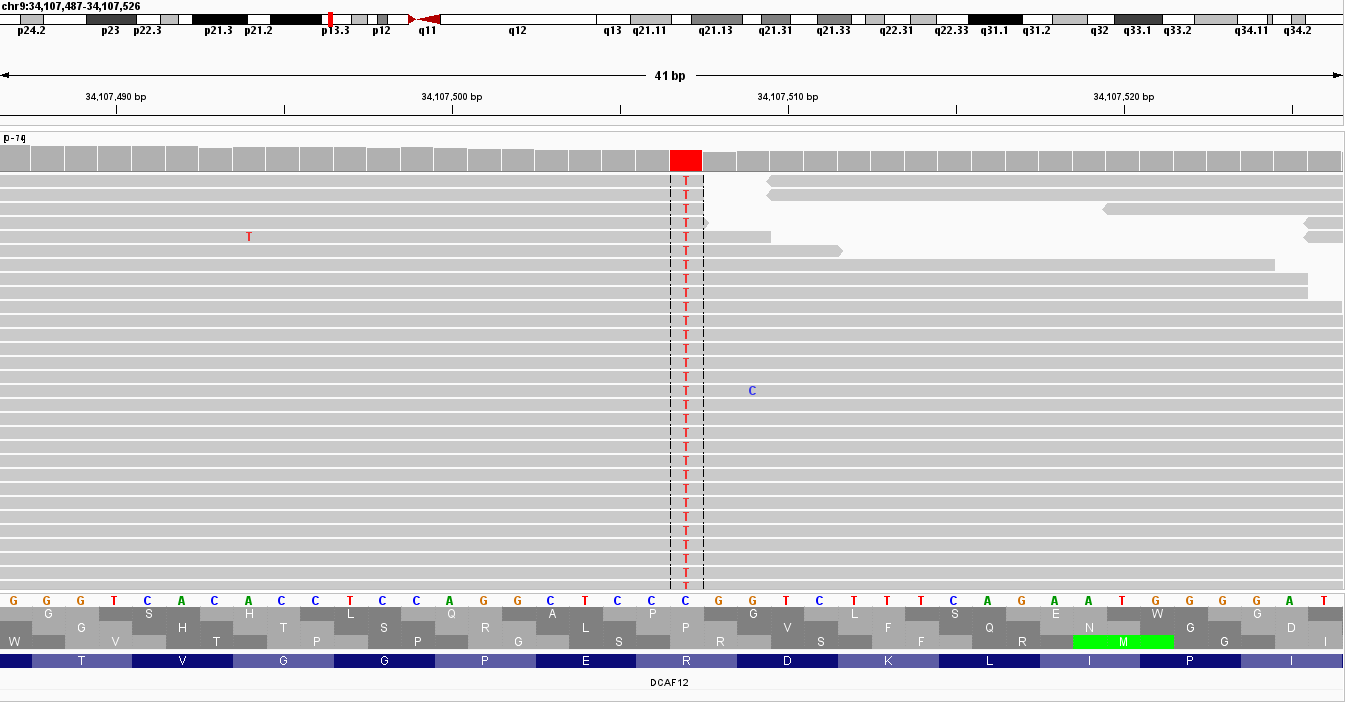 chr9:34,107,487-34,107,526
p24.2 p23 p22.3 p21.3 p21.2 p13.3 p12 q11 q12 q13 q21.11 q21.13 q21.31 q21.33 q22.31 q22.33 q31.1 q31.2 q32 q33.1 q33.2 q34.11 q34.2
41 bp
34,107,490 bp 34,107,500 bp 34,107,510 bp 34,107,520 bp
T
T
T
T
T T
T
T
T
T
T
T
T
T
T
T
T C
T
T
T
T
T
T
T
T
T
T
T
T
T
T
G G G T C A C A C C T C C A G G C T C C C G G T C T T T C A G A A T G G G G A T
G S H L Q A P G L S E W G
G H T S R L P V F Q N G D
W V T P P G S R S F R M G I
T V G G P E R D K L I P I
DCAF12